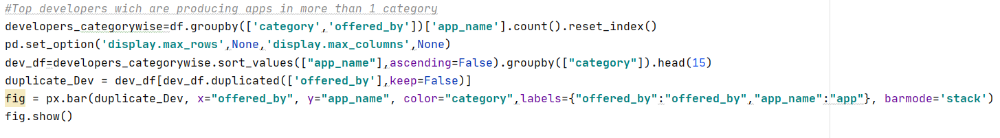 #Top developers wich are producing apps in more than 1 category
developers_categorywise=df.groupby(['category','offered_by'])['app_name'].count().reset_index()
pd.set_option('display.max_rows',None,'display.max_columns',None)
dev_df=developers_categorywise.sort_values(["app_name"],ascending=False).groupby(["category"]).head(15)
duplicate_Dev = dev_df[dev_df.duplicated(['offered_by'],keep=False)]
fig = px.bar(duplicate_Dev, x="offered_by", y="app_name", color="category",labels={"offered_by":"offered_by","app_name":"app"}, barmode='stack')
fig.show()